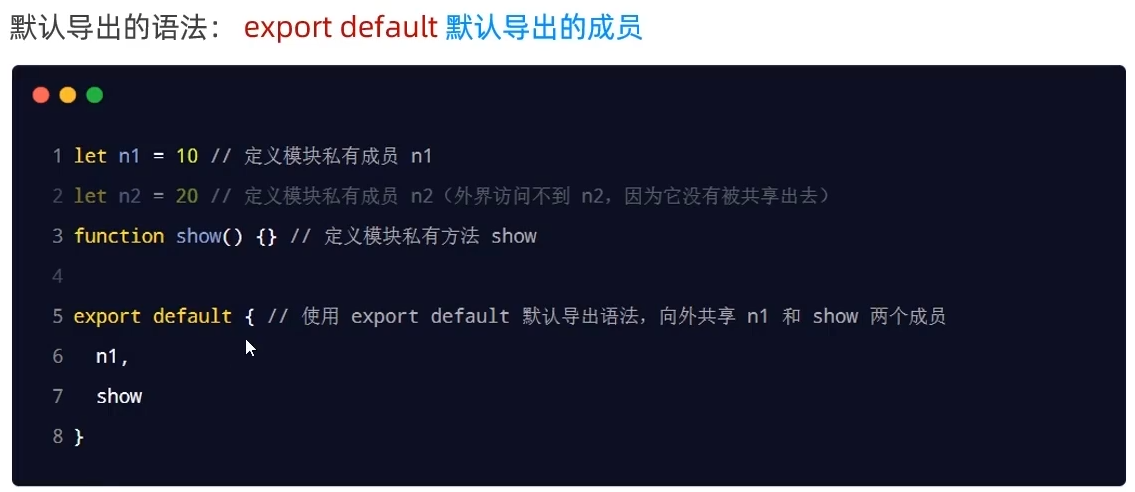 默认导出的语法： export default 默认导出的成员
1 let n1 = 10 // 定义模块私有成员 n1
2 let n2 = 20 // 定义模块私有成员 n2（外界访问不到 n2，因为它没有被共享出去）
3 function show() {} // 定义模块私有方法 show
4
5 export default { // 使用 export default 默认导出语法，向外共享 n1 和 show 两个成员
6   n1,
7   show
8 }